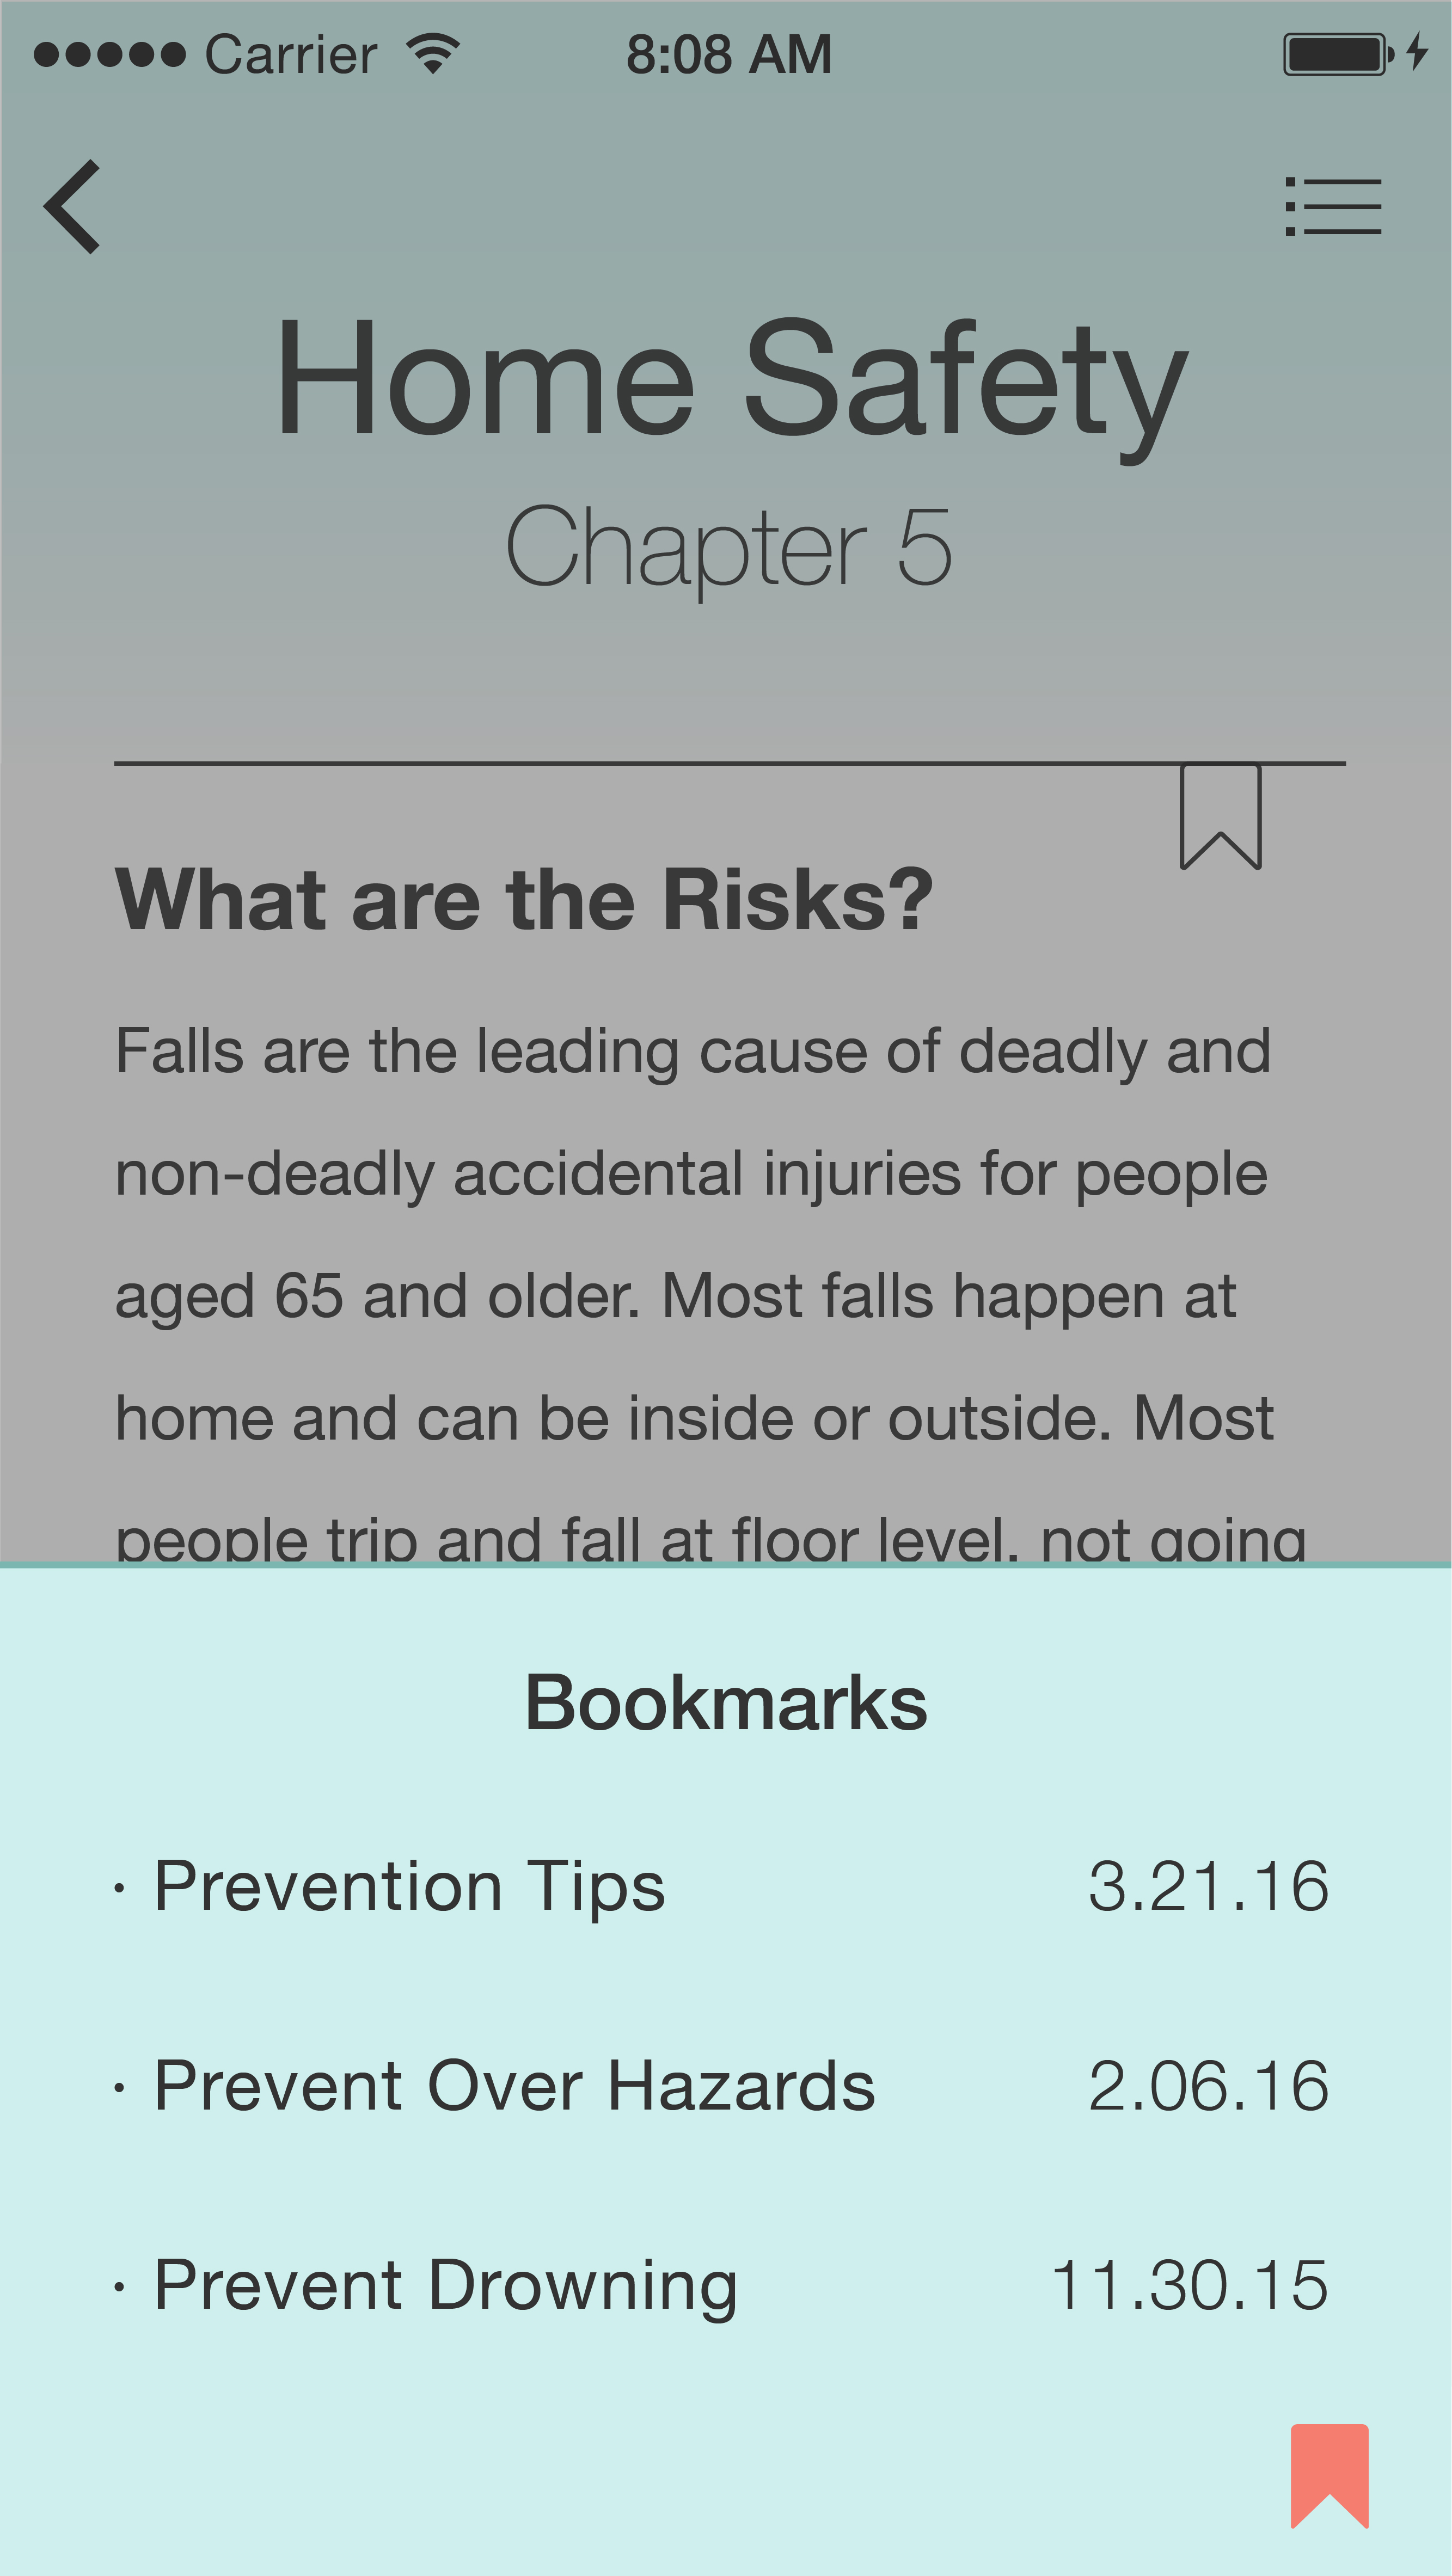 Carrier 8:08 AM
Home Safety
Chapter 5
What are the Risks?
Falls are the leading cause of deadly and
non-deadly accidental injuries for people
aged 65 and older. Most falls happen at
home and can be inside or outside. Most
people trip and fall at floor level, not going
Bookmarks
· Prevention Tips 3.21.16
· Prevent Over Hazards 2.06.16
· Prevent Drowning 11.30.15